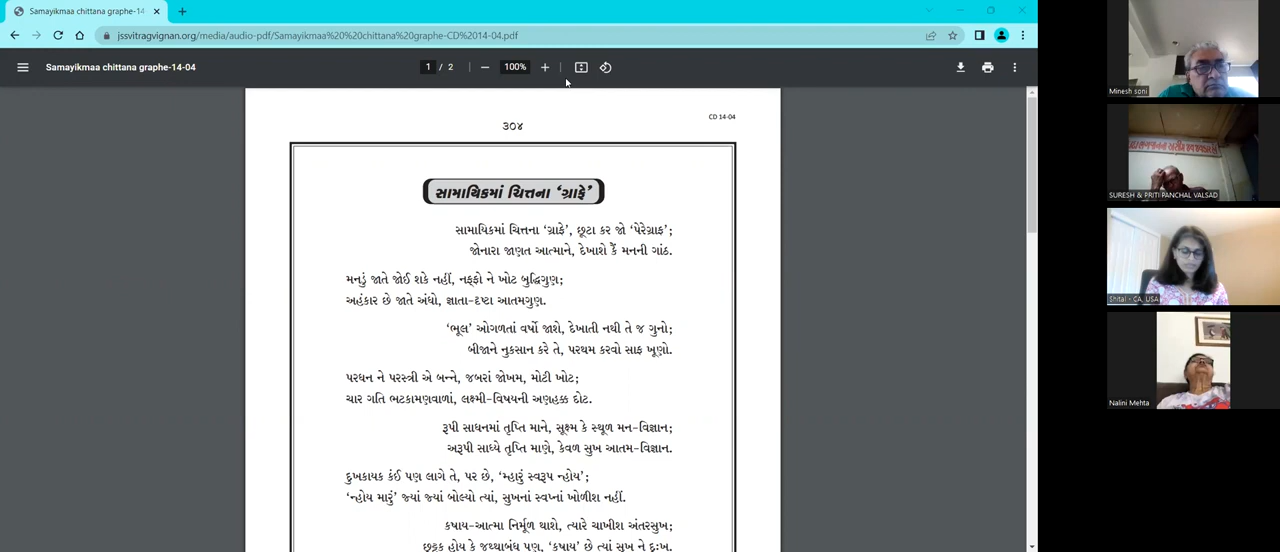 Samayikmaa chittana graphe-14
jssvitragvignan.org/media/audio-pdf/Samayikmaa%20%20chittana%20graphe-CD%2014-04.pdf
Samayikmaa chittana graphe-14-04
1 / 2
100%
CD 14-04
૩૦૪
સામાયિકમાં ચિત્તના ‘ગ્રાફે’
સામાયિકમાં ચિત્તના ‘ગ્રાફે’, છૂટા કર જો ‘પેરેગ્રાફ’;
જોનારા જાણત આત્માને, દેખાશે કૈં મનની ગાંઠ.
મનડું જાતે જોઈ શકે નહીં, નફ્ફો ને ખોટ બુદ્ધિગુણ;
અહંકાર છે જાતે અંધો, જ્ઞાતા-દષ્ટા આતમગુણ.
‘ભૂલ’ ઓગળતાં વર્ષો જાશે, દેખાતી નથી તે જ ગુનો;
બીજાને નુકસાન કરે તે, પરથમ કરવો સાફ ખૂણો.
પરધન ને પરસ્ત્રી એ બન્ને, જબરાં જોખમ, મોટી ખોટ;
ચાર ગતિ ભટકામણવાળાં, લક્ષ્મી-વિષયની અણહક્ક દોટ.
રૂપી સાધનમાં તૃપ્તિ માને, સૂક્ષ્મ કે સ્થૂળ મન-વિજ્ઞાન;
અરૂપી સાધ્યે તૃપ્તિ માણે, કેવળ સુખ આતમ-વિજ્ઞાન.
દુખકાયક કંઈ પણ લાગે તે, પર છે, ‘મ્હારું સ્વરૂપ ન્હોય’;
‘ન્હોય મારું’ જ્યાં જ્યાં બોલ્યો ત્યાં, સુખનાં સ્વપ્નાં ખોળીશ નહીં.
કષાય-આત્મા નિર્મૂળ થાશે, ત્યારે ચાખીશ અંતરસુખ;
છૂટક હોય કે જથ્થાબંધ પણ, ‘કષાય’ છે ત્યાં સુખ ને દુઃખ.
Minesh soni
SURESH & PRITI PANCHAL VALSAD
Shital - CA, USA
Nalini Mehta